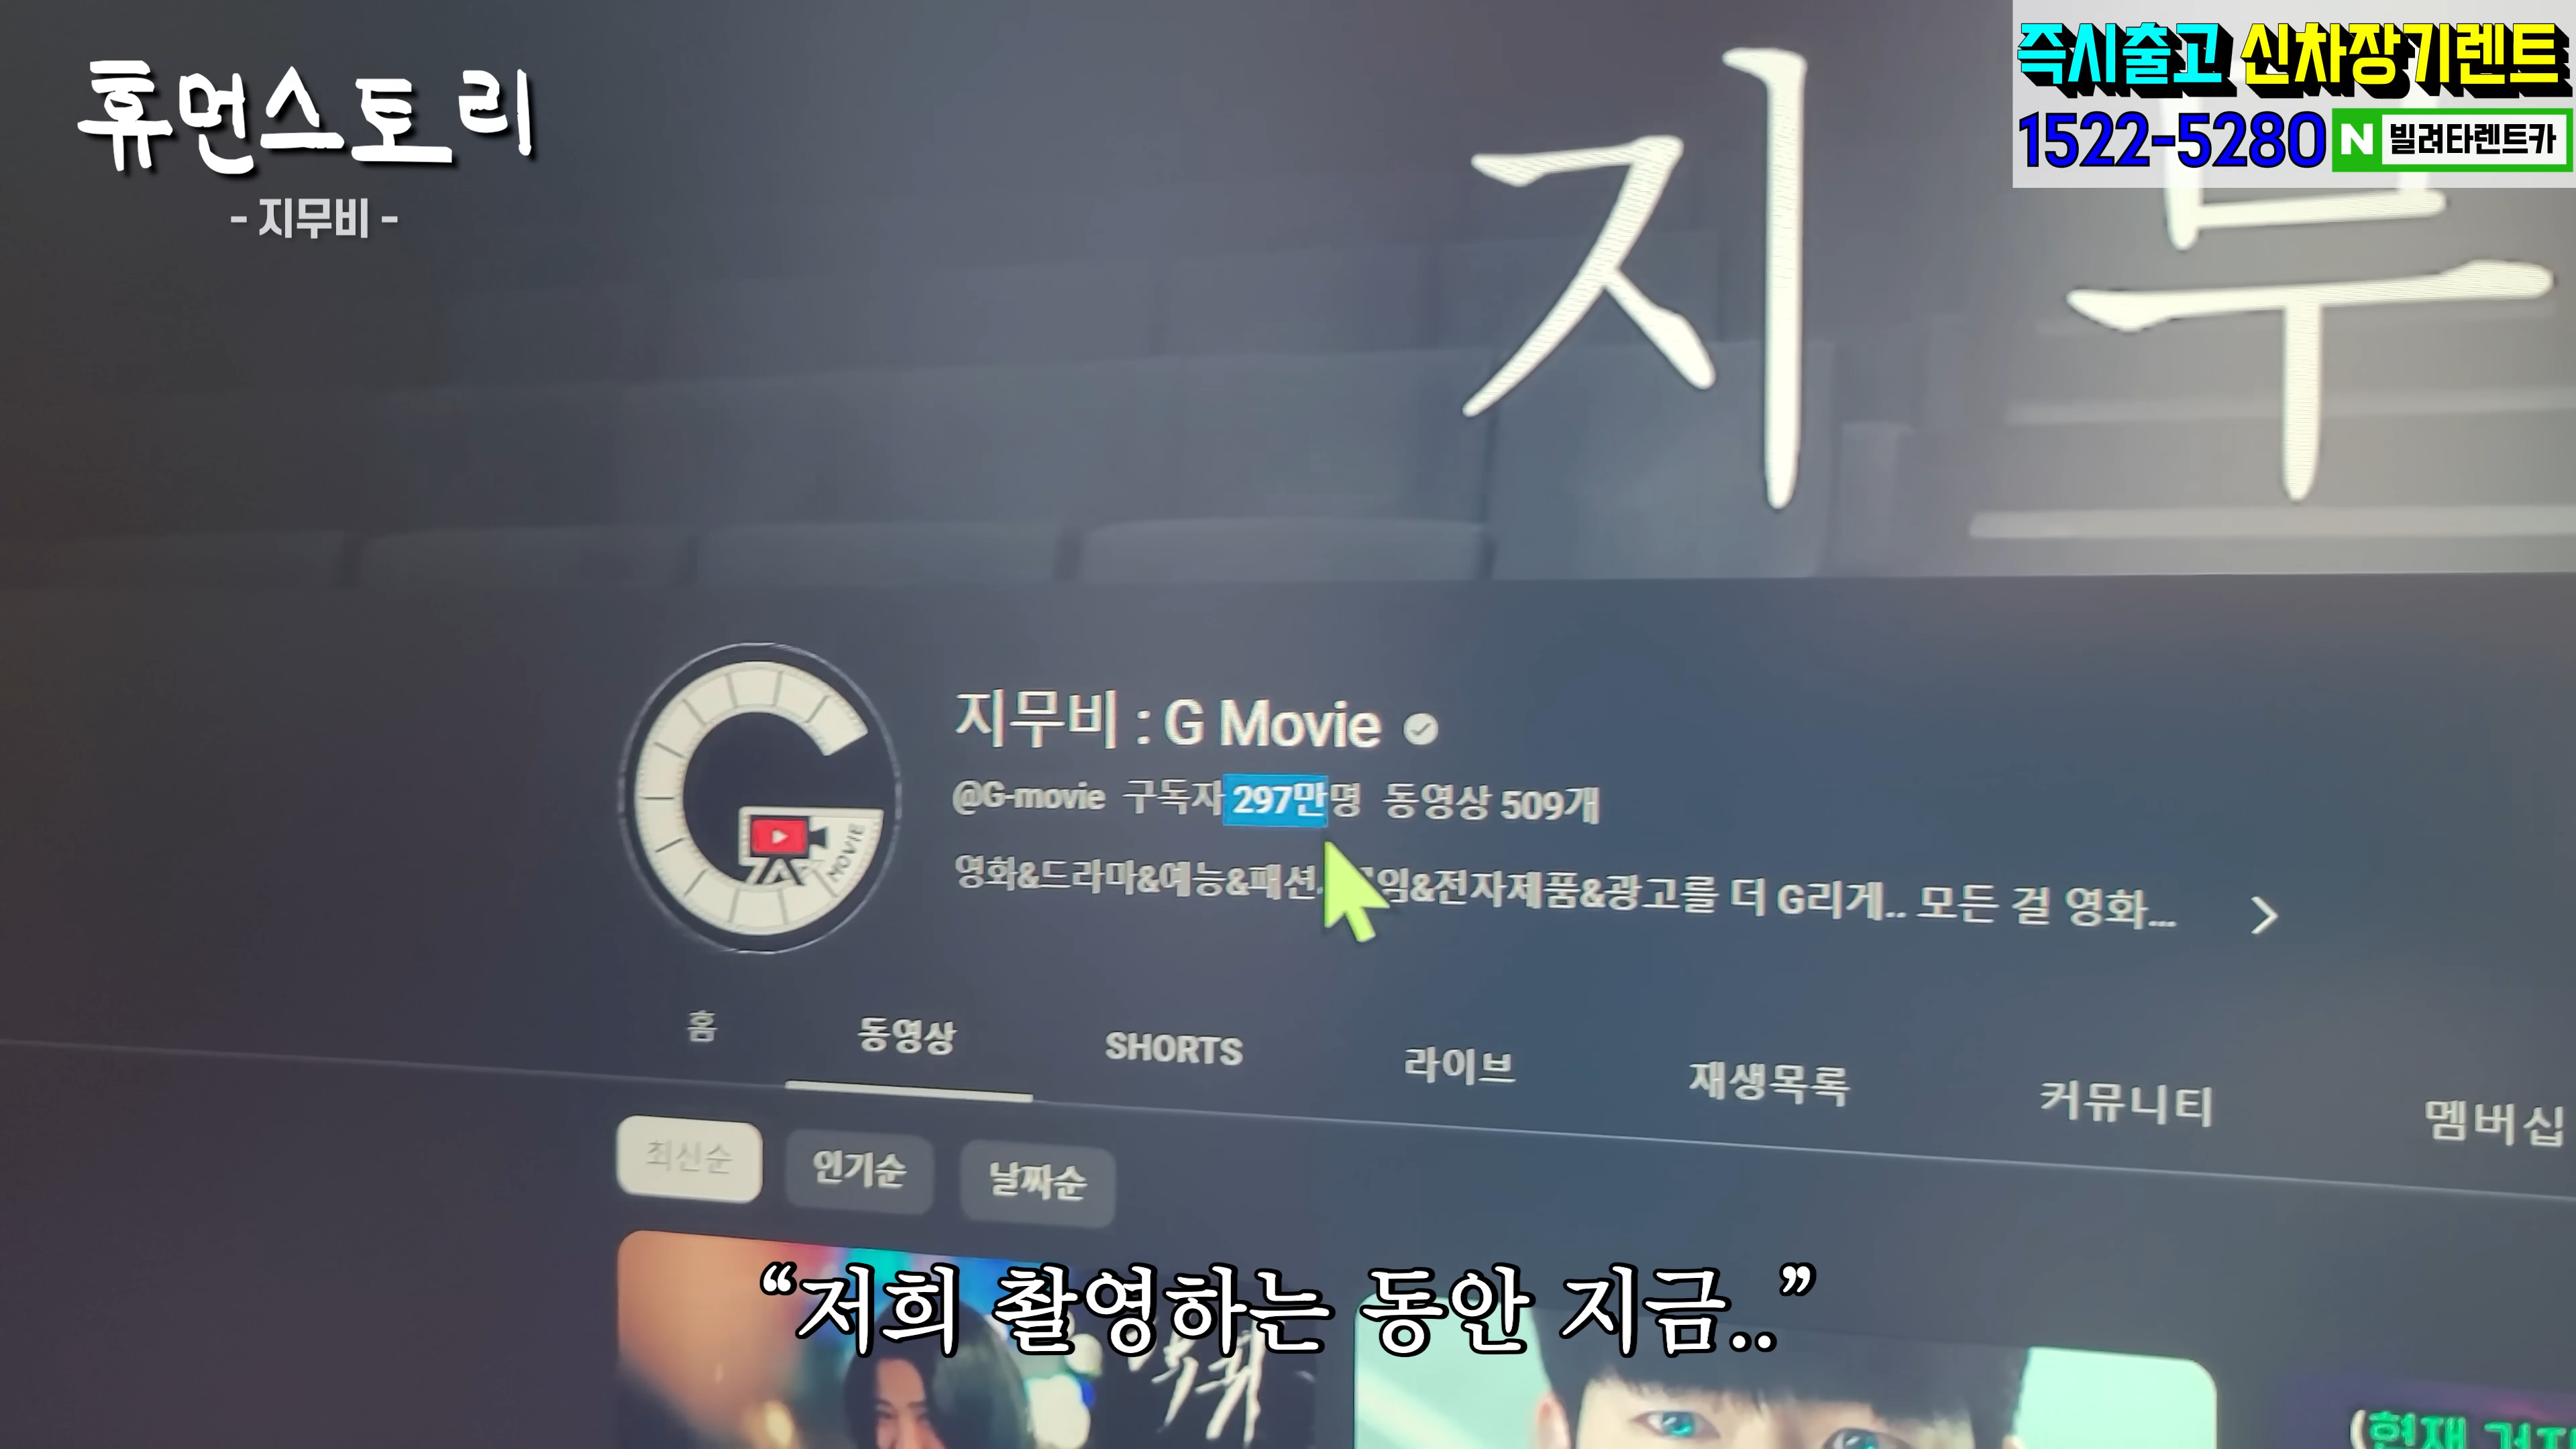 휴먼스토리
- 지무비 -
즉시출고 신차장기렌트
1522-5280 N 빌려타렌트카
지 무
지무비 : G Movie
MOVIE
@G-movie 구독자 297만명 동영상 509개
영화&드라마&예능&패션 &전자제품&광고를 더 G리게.. 모든 걸 영화...
홈 동영상 SHORTS 라이브 재생목록 커뮤니티 멤버십
최신순 인기순 날짜순
“저희 촬영하는 동안 지금..”
(현재